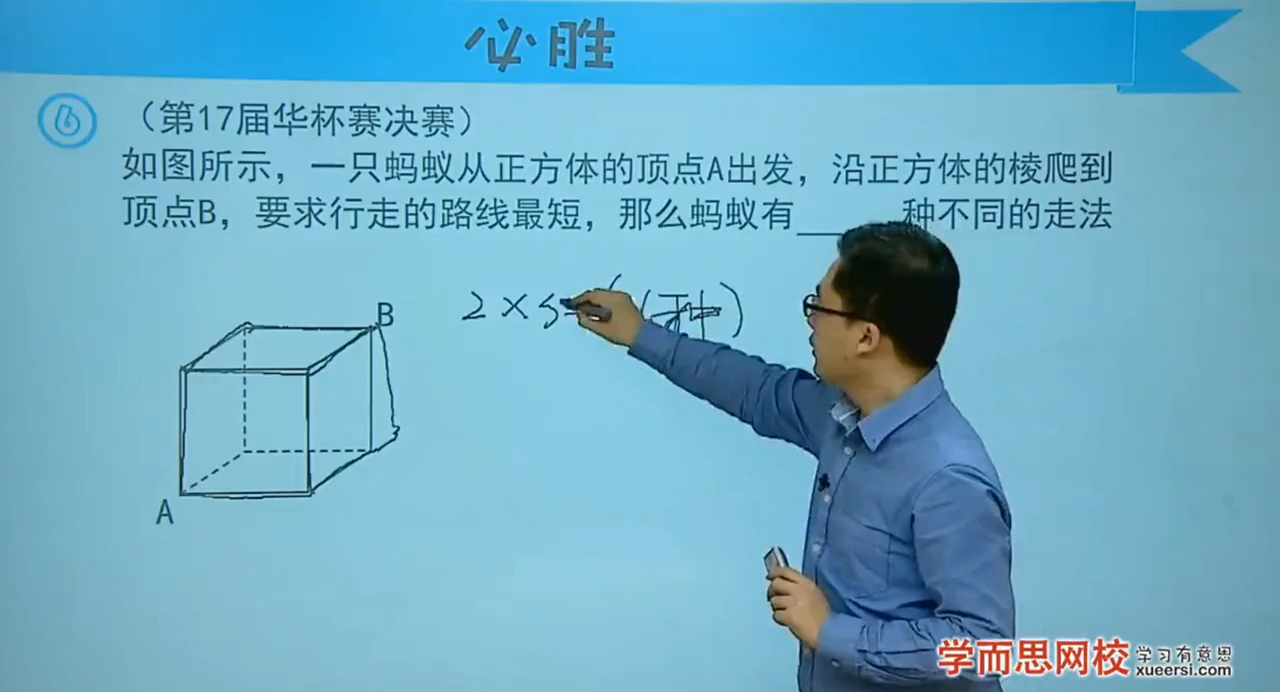 必胜
6
（第17届华杯赛决赛）
如图所示，一只蚂蚁从正方体的顶点A出发，沿正方体的棱爬到
顶点B，要求行走的路线最短，那么蚂蚁有____种不同的走法
2×3=6(种)
B
A
学而思网校 学习有意思
xueersi.com